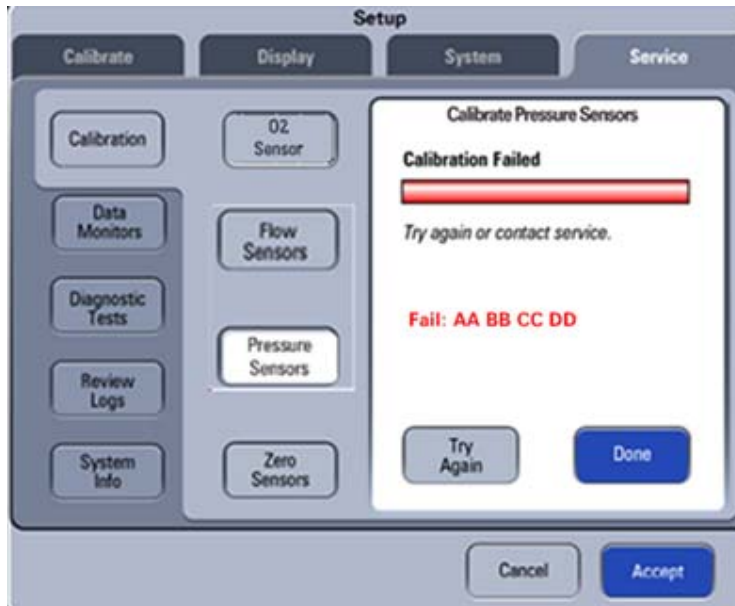 Setup
Calibrate
Display
System
Service
Calibration
Data
Monitors
Diagnostic
Tests
Review
Logs
System
Info
O2
Sensor
Flow
Sensors
Pressure
Sensors
Zero
Sensors
Calibrate Pressure Sensors
Calibration Failed
Try again or contact service.
Fail: AA BB CC DD
Try
Again
Done
Cancel
Accept